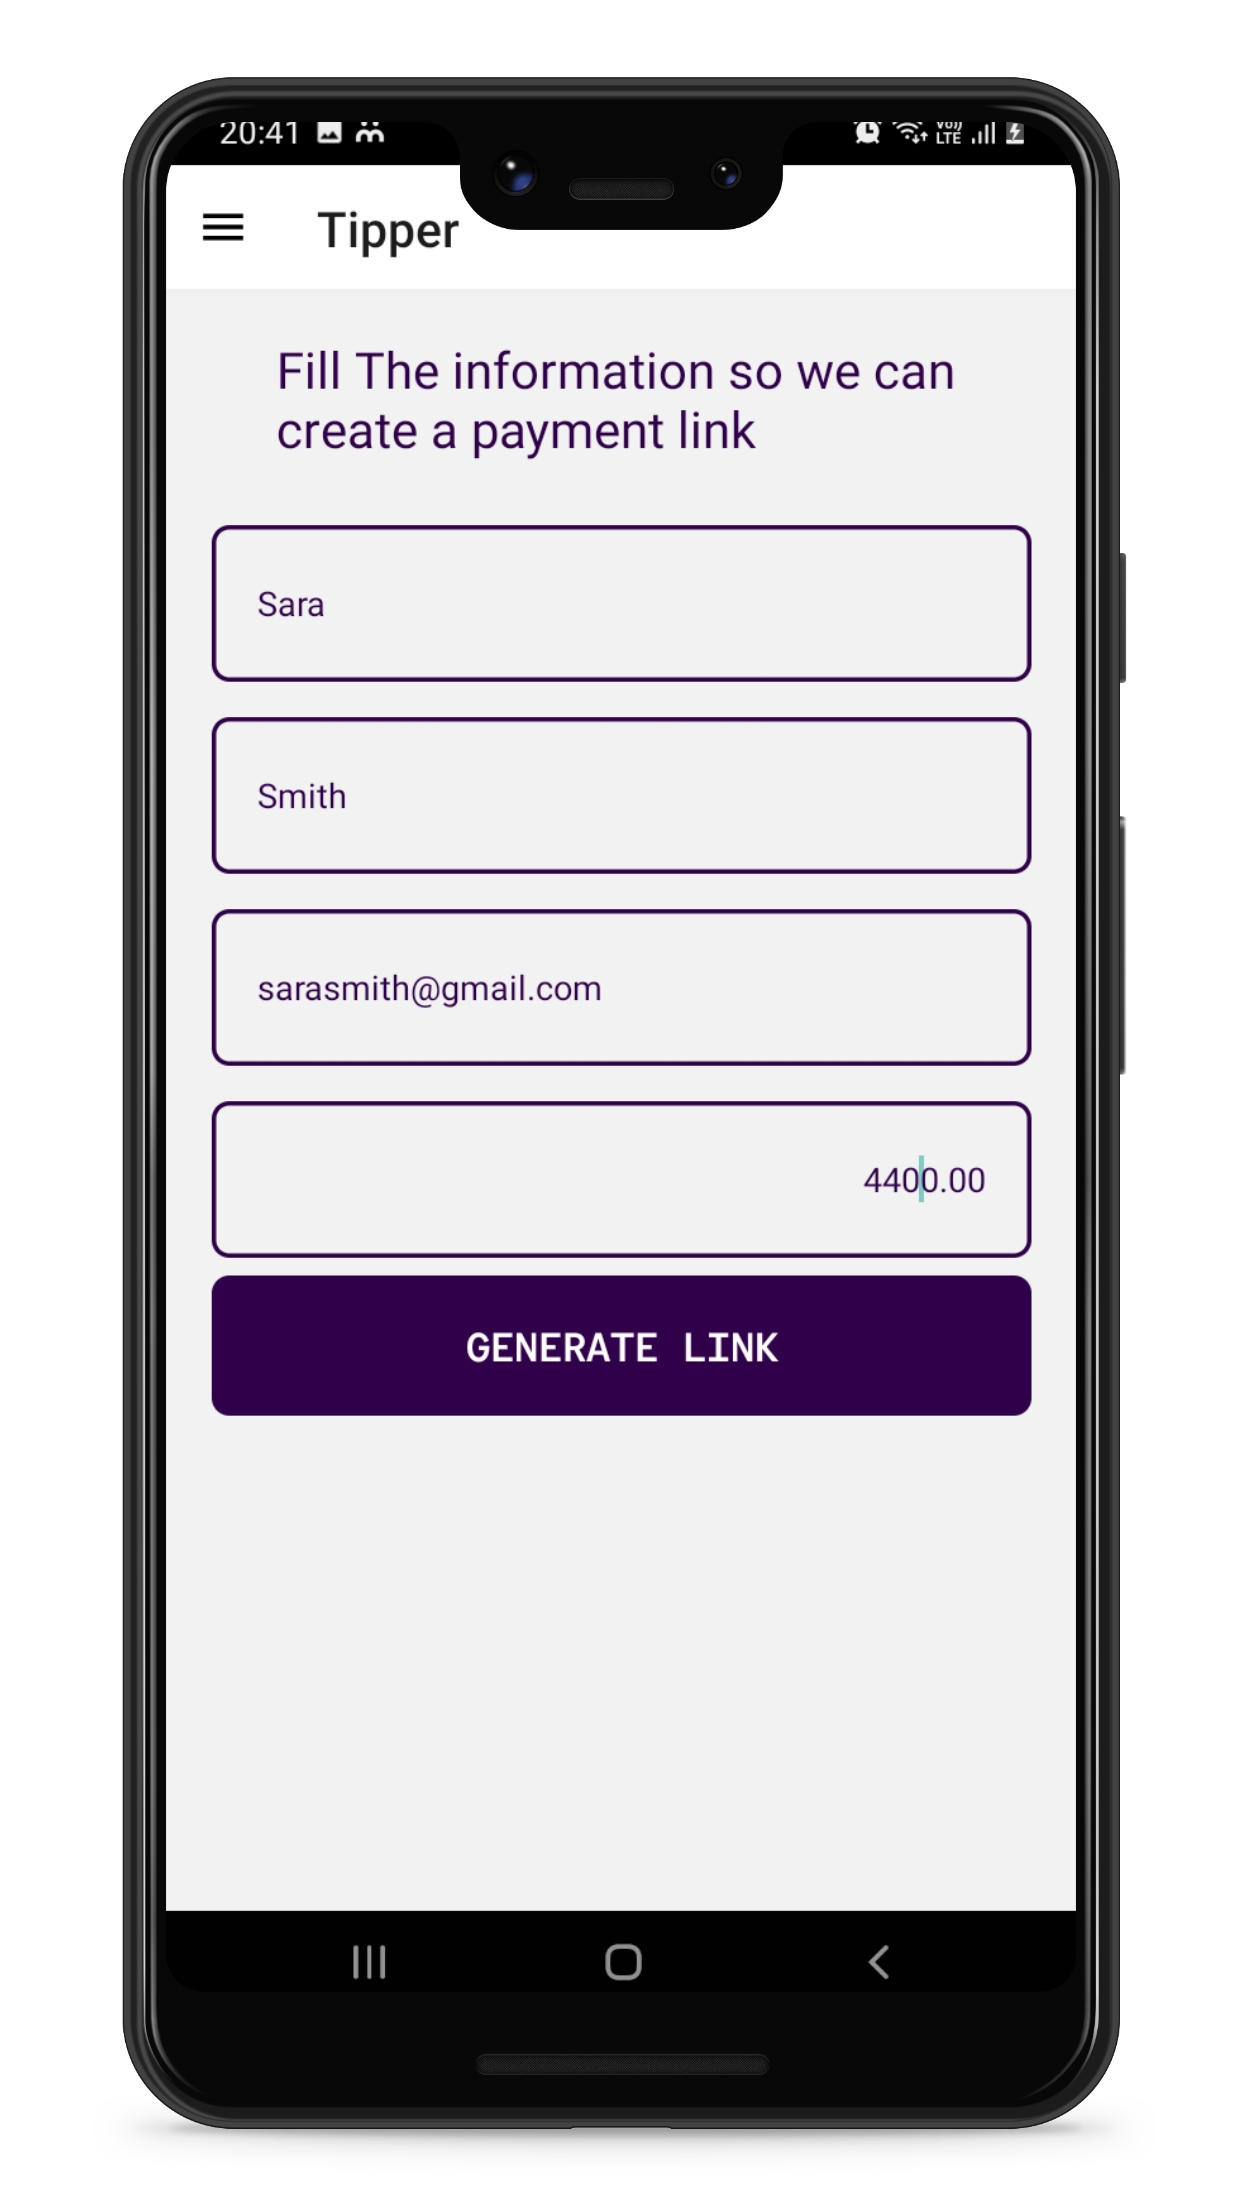 20:41
Vo))
LTE
Tipper
Fill The information so we can
create a payment link
Sara
Smith
sarasmith@gmail.com
4400.00
GENERATE LINK